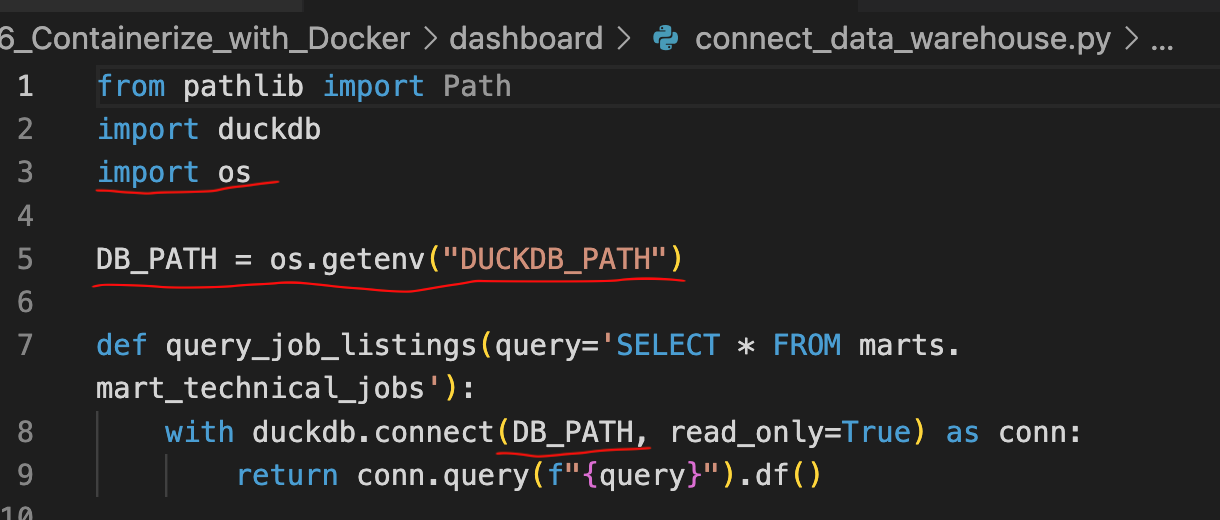 6_Containerize_with_Docker > dashboard > connect_data_warehouse.py > ...
1 from pathlib import Path
2 import duckdb
3 import os
4
5 DB_PATH = os.getenv("DUCKDB_PATH")
6
7 def query_job_listings(query='SELECT * FROM marts.
mart_technical_jobs'):
8 with duckdb.connect(DB_PATH, read_only=True) as conn:
9 return conn.query(f"{query}").df()
10